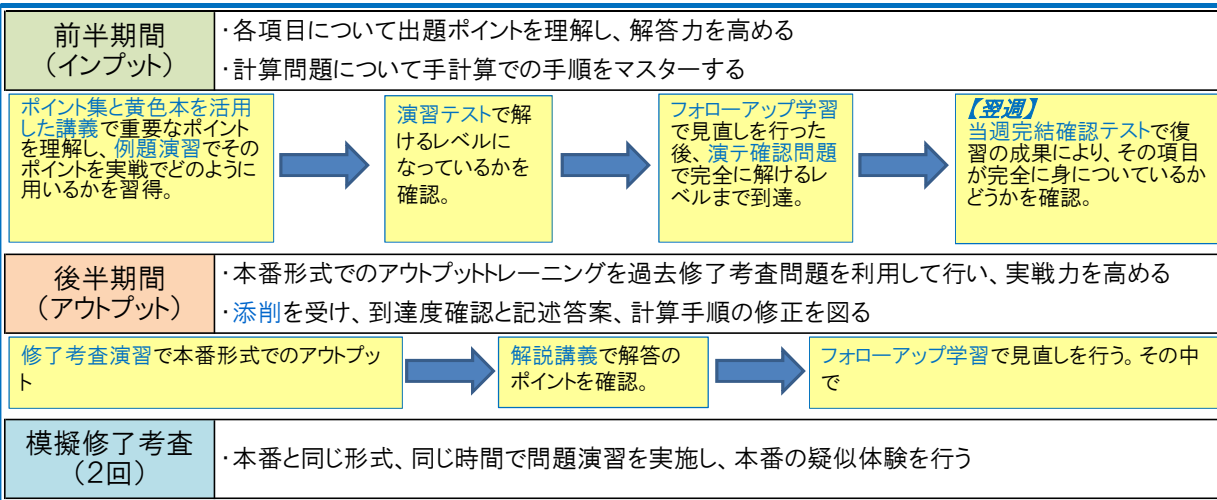 前半期間
(インプット)
・各項目について出題ポイントを理解し、解答力を高める
・計算問題について手計算での手順をマスターする
ポイント集と黄色本を活用
した講義で重要なポイント
を理解し、例題演習でその
ポイントを実戦でどのように
用いるかを習得。
演習テストで解
けるレベルに
なっているかを
確認。
フォローアップ学習
で見直しを行った
後、演テ確認問題
で完全に解けるレ
ベルまで到達。
【翌週】
当週完結確認テストで復
習の成果により、その項目
が完全に身についているか
どうかを確認。
後半期間
(アウトプット)
・本番形式でのアウトプットトレーニングを過去修了考査問題を利用して行い、実戦力を高める
・添削を受け、到達度確認と記述答案、計算手順の修正を図る
修了考査演習で本番形式でのアウトプッ
ト
解説講義で解答の
ポイントを確認。
フォローアップ学習で見直しを行う。その中
で
模擬修了考査
(2回)
・本番と同じ形式、同じ時間で問題演習を実施し、本番の疑似体験を行う